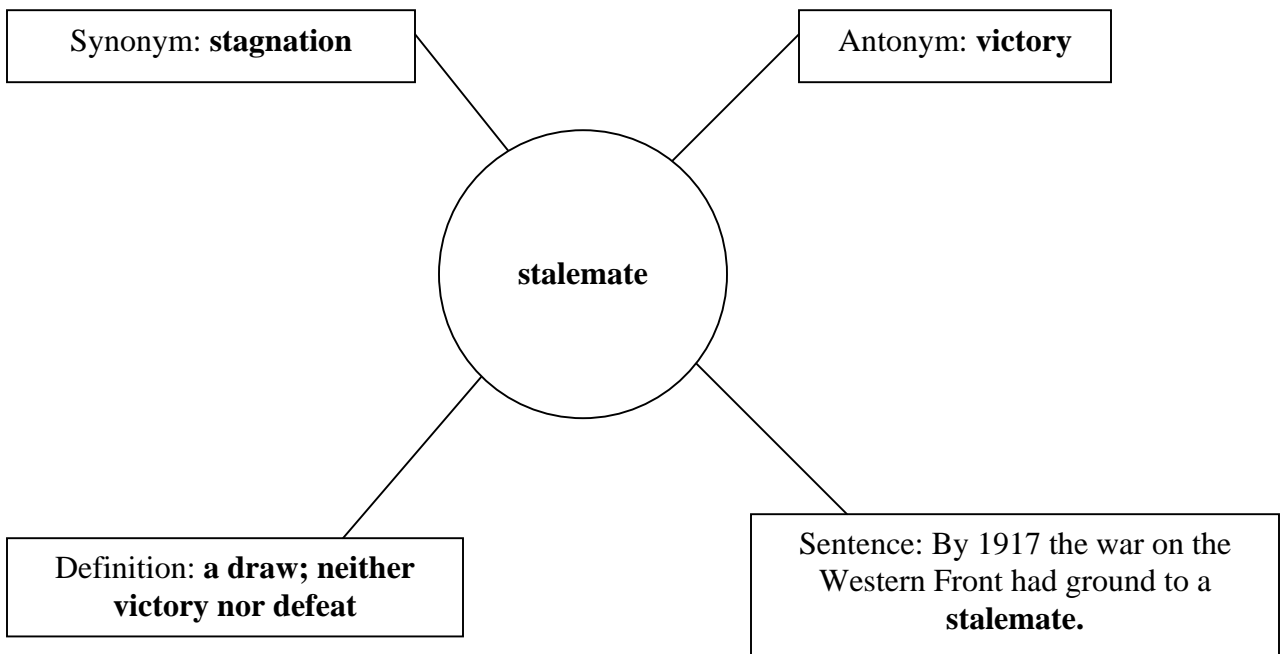 Synonym: stagnation
Antonym: victory
stalemate
Definition: a draw; neither
victory nor defeat
Sentence: By 1917 the war on the
Western Front had ground to a
stalemate.